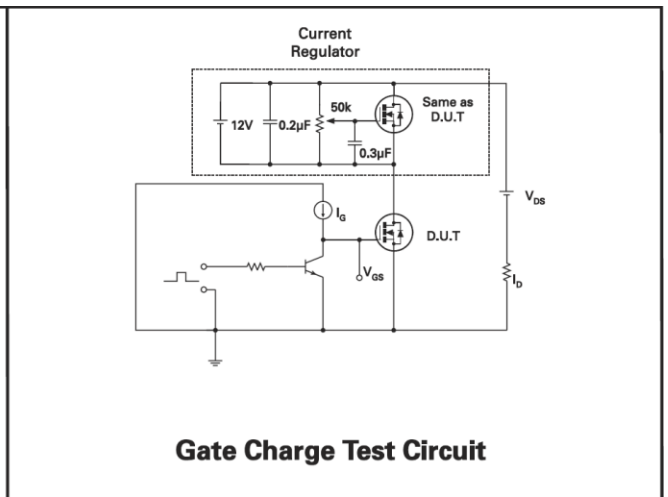 Current
Regulator
12V
0.2µF
50k
0.3µF
Same as
D.U.T
I_G
D.U.T
V_GS
V_DS
I_D
Gate Charge Test Circuit